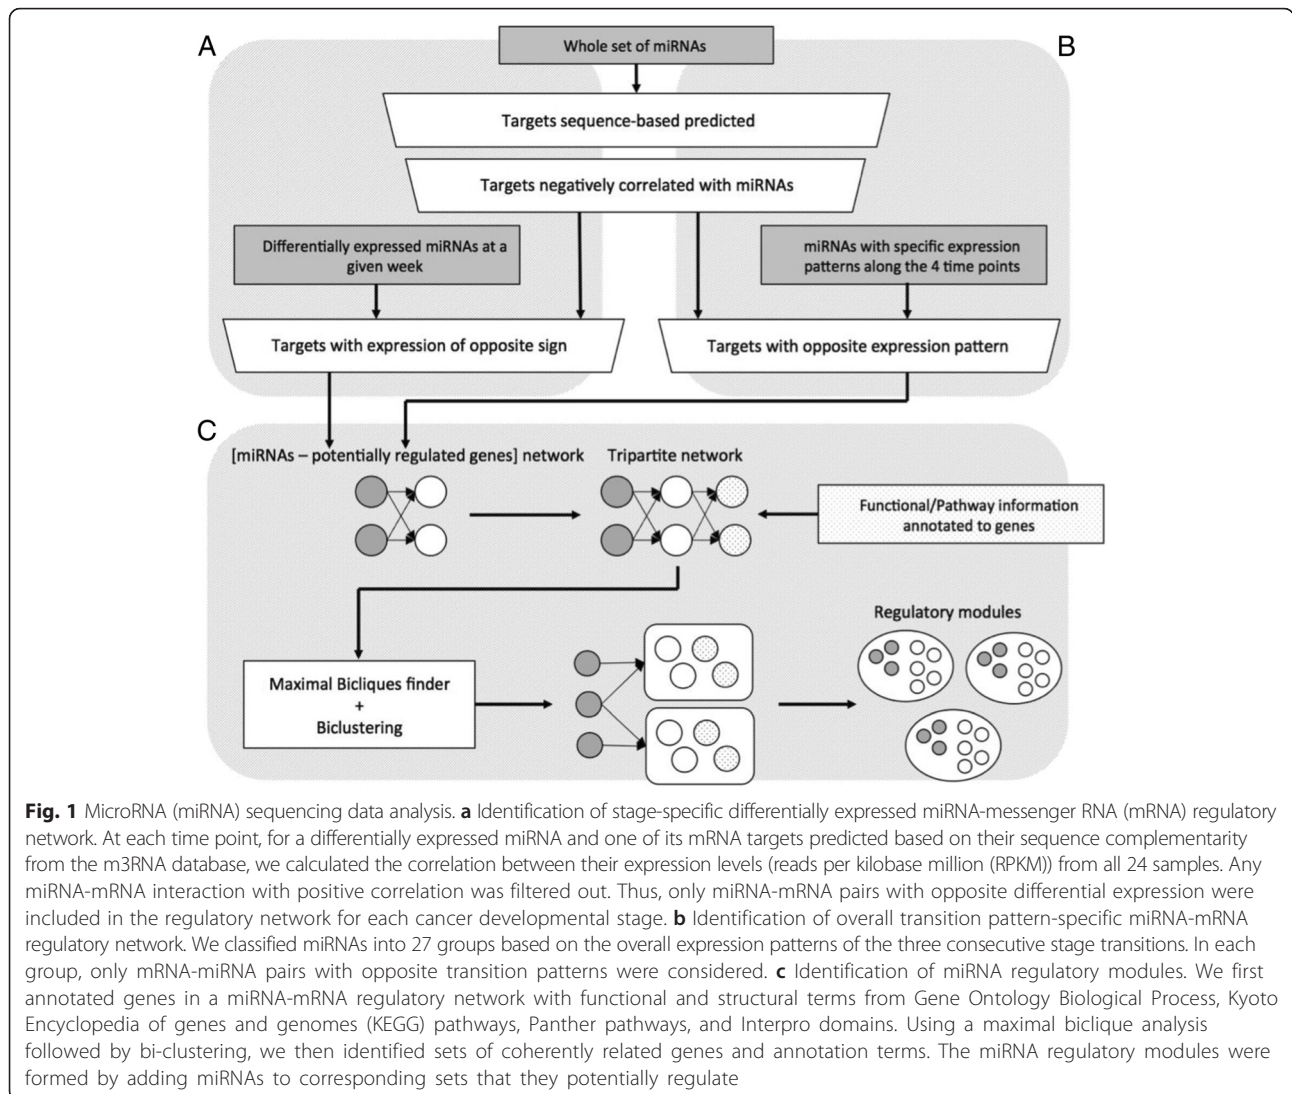 A
B
Whole set of miRNAs
Targets sequence-based predicted
Targets negatively correlated with miRNAs
Differentially expressed miRNAs at a
given week
miRNAs with specific expression
patterns along the 4 time points
Targets with expression of opposite sign
Targets with opposite expression pattern
C
[miRNAs – potentially regulated genes] network
Tripartite network
Functional/Pathway information
annotated to genes
Regulatory modules
Maximal Bicliques finder
+
Biclustering
Fig. 1 MicroRNA (miRNA) sequencing data analysis. a Identification of stage-specific differentially expressed miRNA-messenger RNA (mRNA) regulatory
network. At each time point, for a differentially expressed miRNA and one of its mRNA targets predicted based on their sequence complementarity
from the m3RNA database, we calculated the correlation between their expression levels (reads per kilobase million (RPKM)) from all 24 samples. Any
miRNA-mRNA interaction with positive correlation was filtered out. Thus, only miRNA-mRNA pairs with opposite differential expression were
included in the regulatory network for each cancer developmental stage. b Identification of overall transition pattern-specific miRNA-mRNA
regulatory network. We classified miRNAs into 27 groups based on the overall expression patterns of the three consecutive stage transitions. In each
group, only mRNA-miRNA pairs with opposite transition patterns were considered. c Identification of miRNA regulatory modules. We first
annotated genes in a miRNA-mRNA regulatory network with functional and structural terms from Gene Ontology Biological Process, Kyoto
Encyclopedia of genes and genomes (KEGG) pathways, Panther pathways, and Interpro domains. Using a maximal biclique analysis
followed by bi-clustering, we then identified sets of coherently related genes and annotation terms. The miRNA regulatory modules were
formed by adding miRNAs to corresponding sets that they potentially regulate